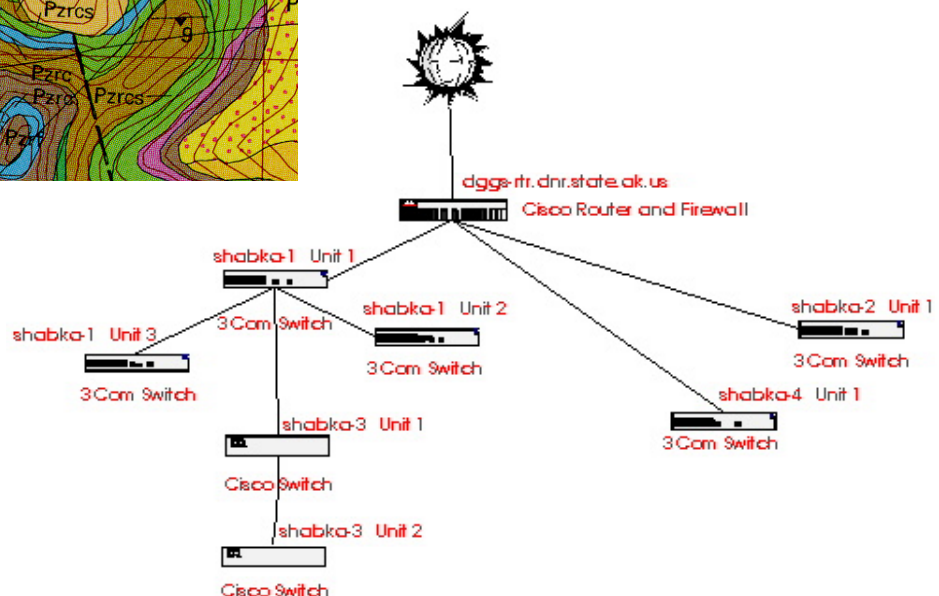 Pzrcs
g
Pzrc
Pzrcs
dggs-rtr.dnr.state.ak.us
Cisco Router and Firewall
shabka-1 Unit 1
3Com Switch
shabka-1 Unit 2
3Com Switch
shabka-1 Unit 3
3Com Switch
shabka-2 Unit 1
3Com Switch
shabka-4 Unit 1
3Com Switch
shabka-3 Unit 1
Cisco Switch
shabka-3 Unit 2
Cisco Switch